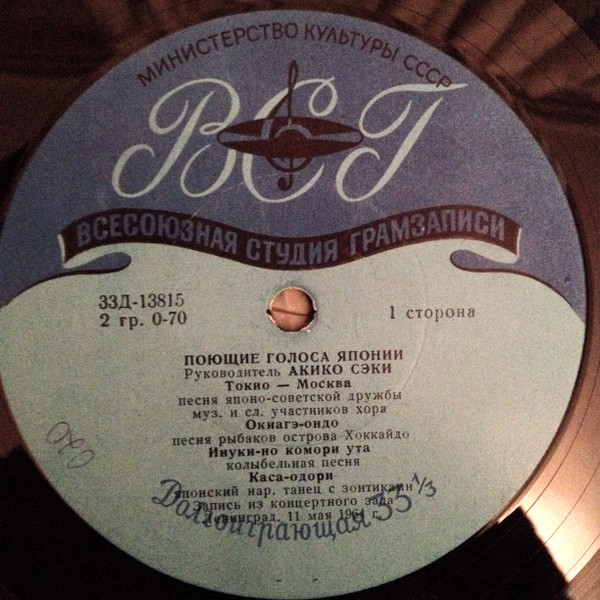 МИНИСТЕРСТВО КУЛЬТУРЫ СССР
ВСГ
ВСЕСОЮЗНАЯ СТУДИЯ ГРАМЗАПИСИ
33Д-13815
2 гр. 0-70
1 сторона
ПОЮЩИЕ ГОЛОСА ЯПОНИИ
Руководитель АКИКО СЭКИ
Токио — Москва
песня японо-советской дружбы
муз. и сл. участников хора
Окиагэ-ондо
песня рыбаков острова Хоккайдо
Инуки-но комори ута
колыбельная песня
Каса-одори
японский нар. танец с зонтиками
Запись из концертного зала
Ленинград, 11 мая 1964 г.
Долгоиграющая 33 1/3